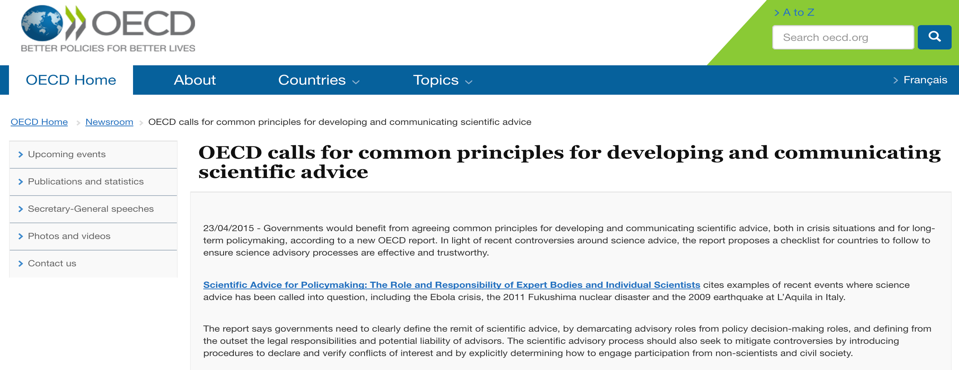 OECD
BETTER POLICIES FOR BETTER LIVES
A to Z
Search oecd.org
OECD Home
About
Countries
Topics
Français
OECD Home > Newsroom > OECD calls for common principles for developing and communicating scientific advice
Upcoming events
Publications and statistics
Secretary-General speeches
Photos and videos
Contact us
OECD calls for common principles for developing and communicating
scientific advice
23/04/2015 - Governments would benefit from agreeing common principles for developing and communicating scientific advice, both in crisis situations and for long-
term policymaking, according to a new OECD report. In light of recent controversies around science advice, the report proposes a checklist for countries to follow to
ensure science advisory processes are effective and trustworthy.
Scientific Advice for Policymaking: The Role and Responsibility of Expert Bodies and Individual Scientists cites examples of recent events where science
advice has been called into question, including the Ebola crisis, the 2011 Fukushima nuclear disaster and the 2009 earthquake at L'Aquila in Italy.
The report says governments need to clearly define the remit of scientific advice, by demarcating advisory roles from policy decision-making roles, and defining from
the outset the legal responsibilities and potential liability of advisors. The scientific advisory process should also seek to mitigate controversies by introducing
procedures to declare and verify conflicts of interest and by explicitly determining how to engage participation from non-scientists and civil society.